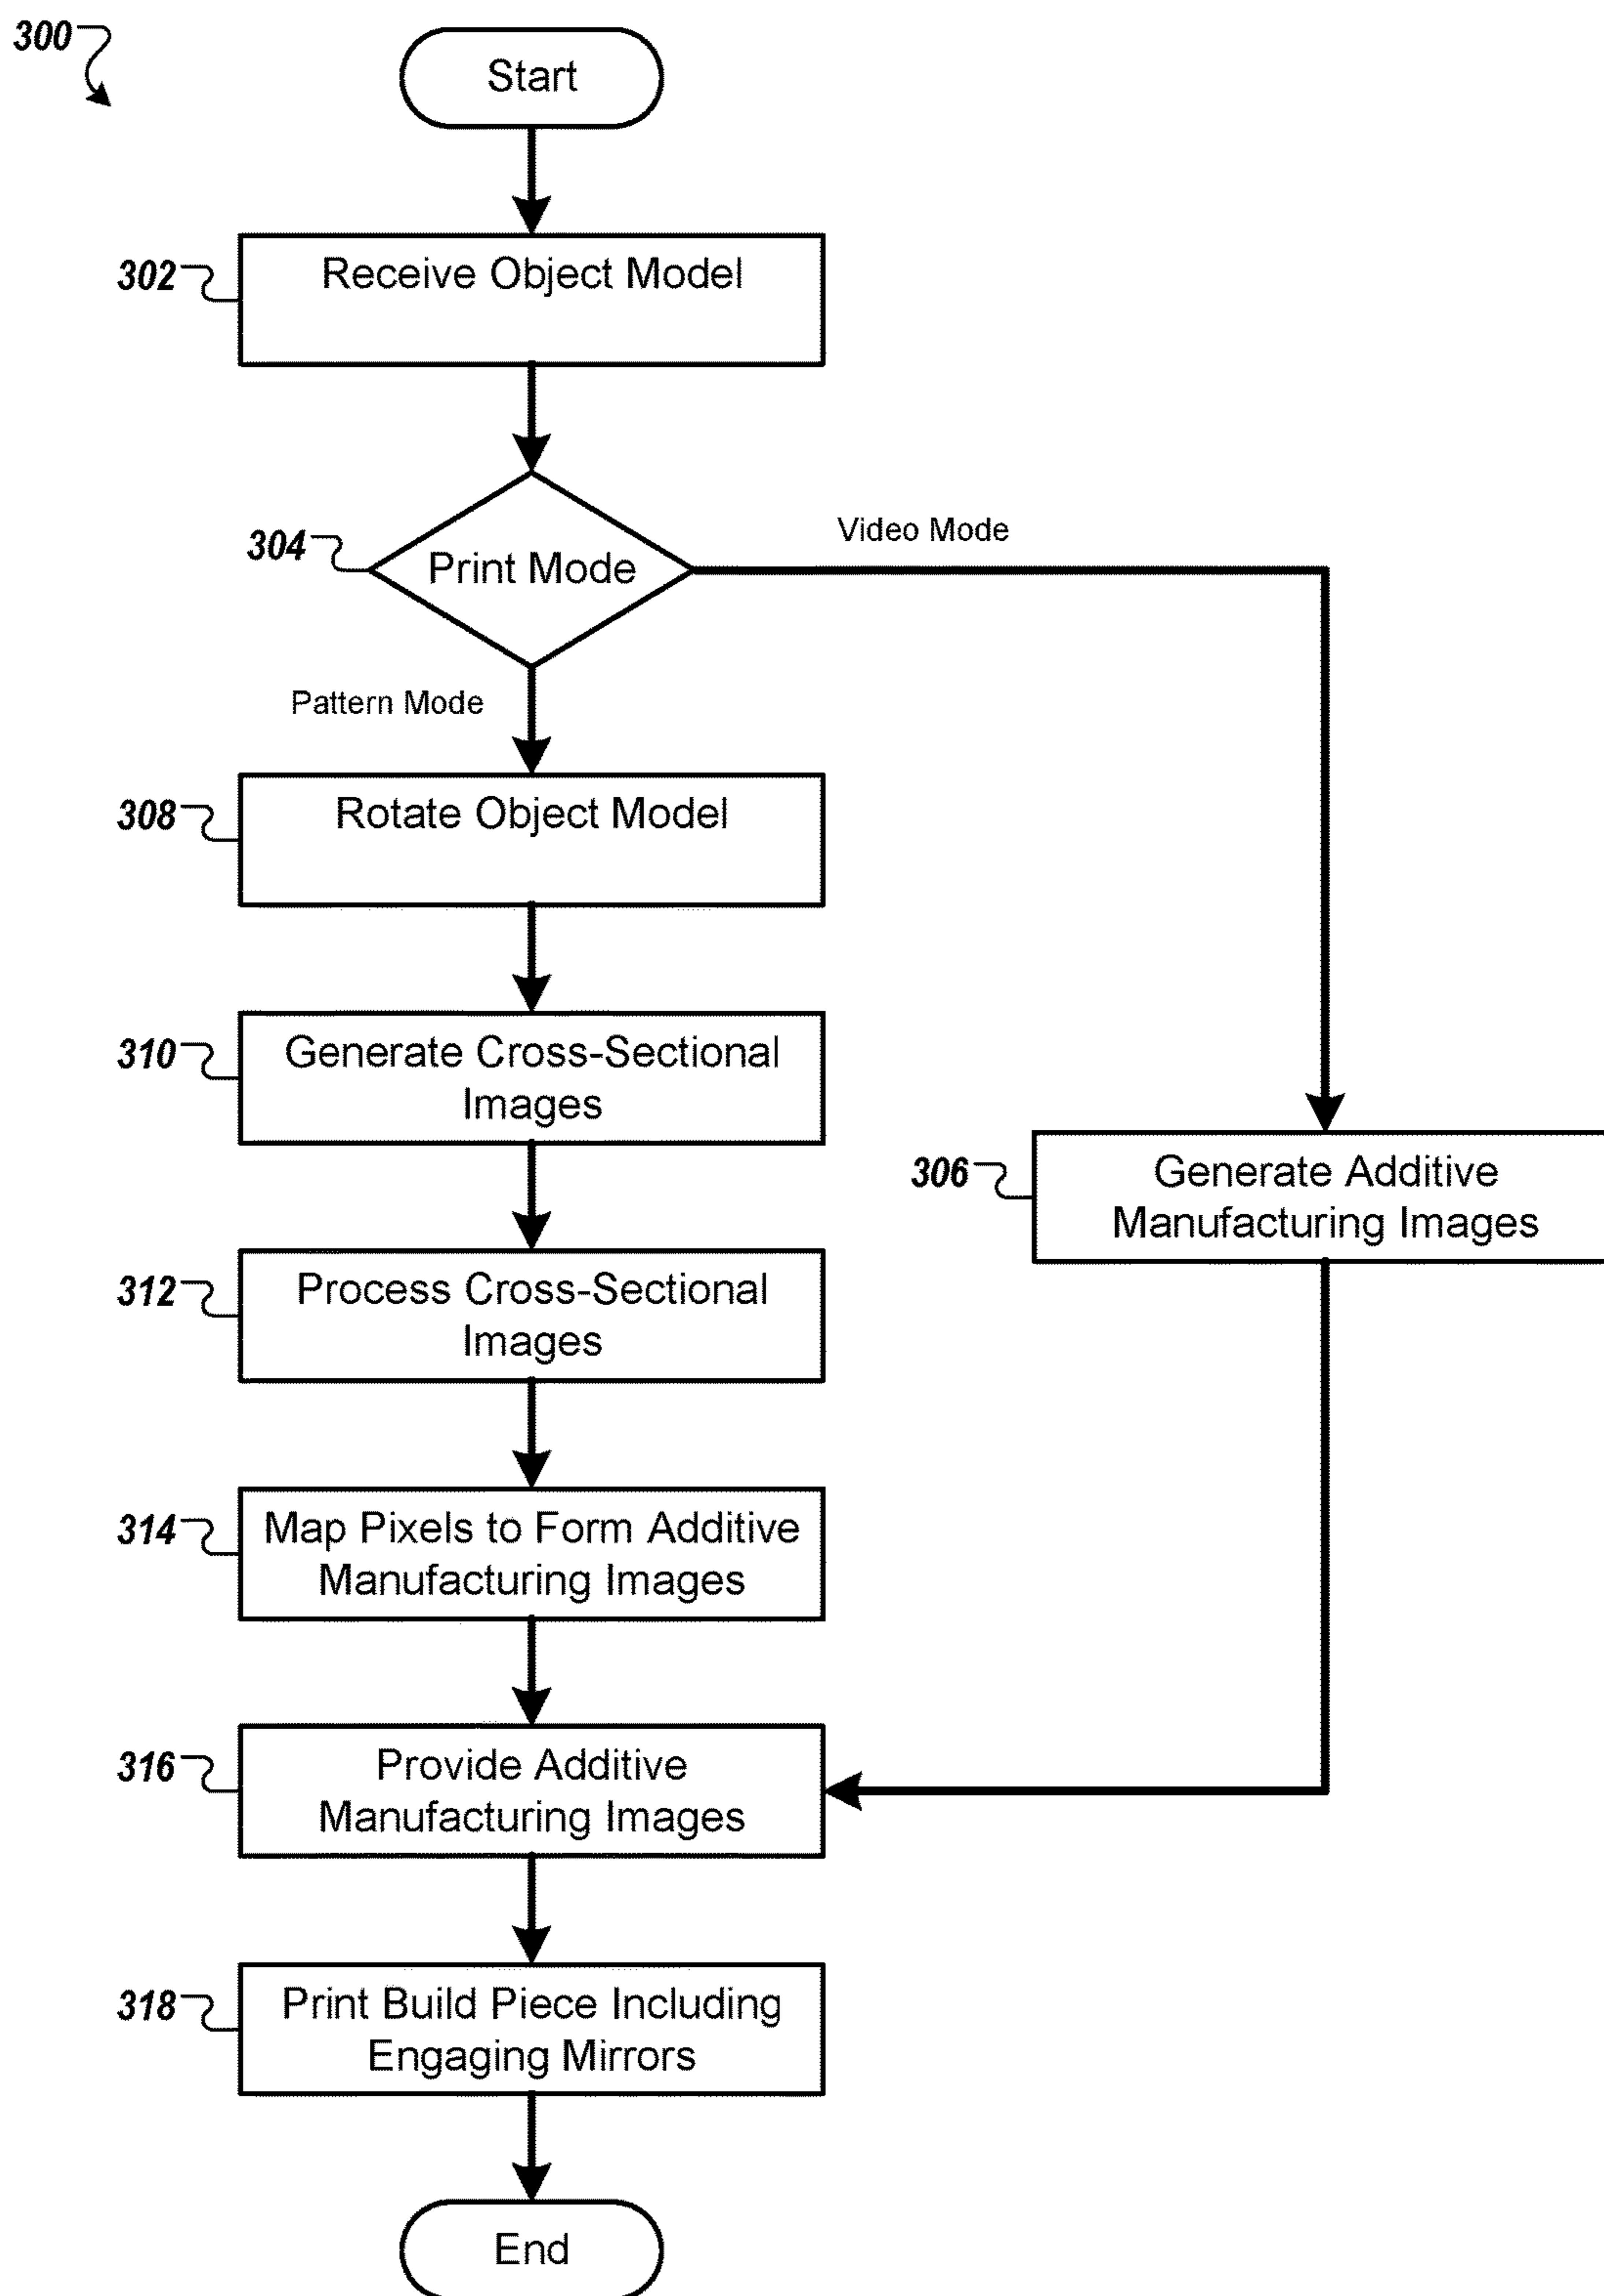 300
Start
302
Receive Object Model
304
Print Mode
Video Mode
Pattern Mode
308
Rotate Object Model
310
Generate Cross-Sectional
Images
306
Generate Additive
Manufacturing Images
312
Process Cross-Sectional
Images
314
Map Pixels to Form Additive
Manufacturing Images
316
Provide Additive
Manufacturing Images
318
Print Build Piece Including
Engaging Mirrors
End